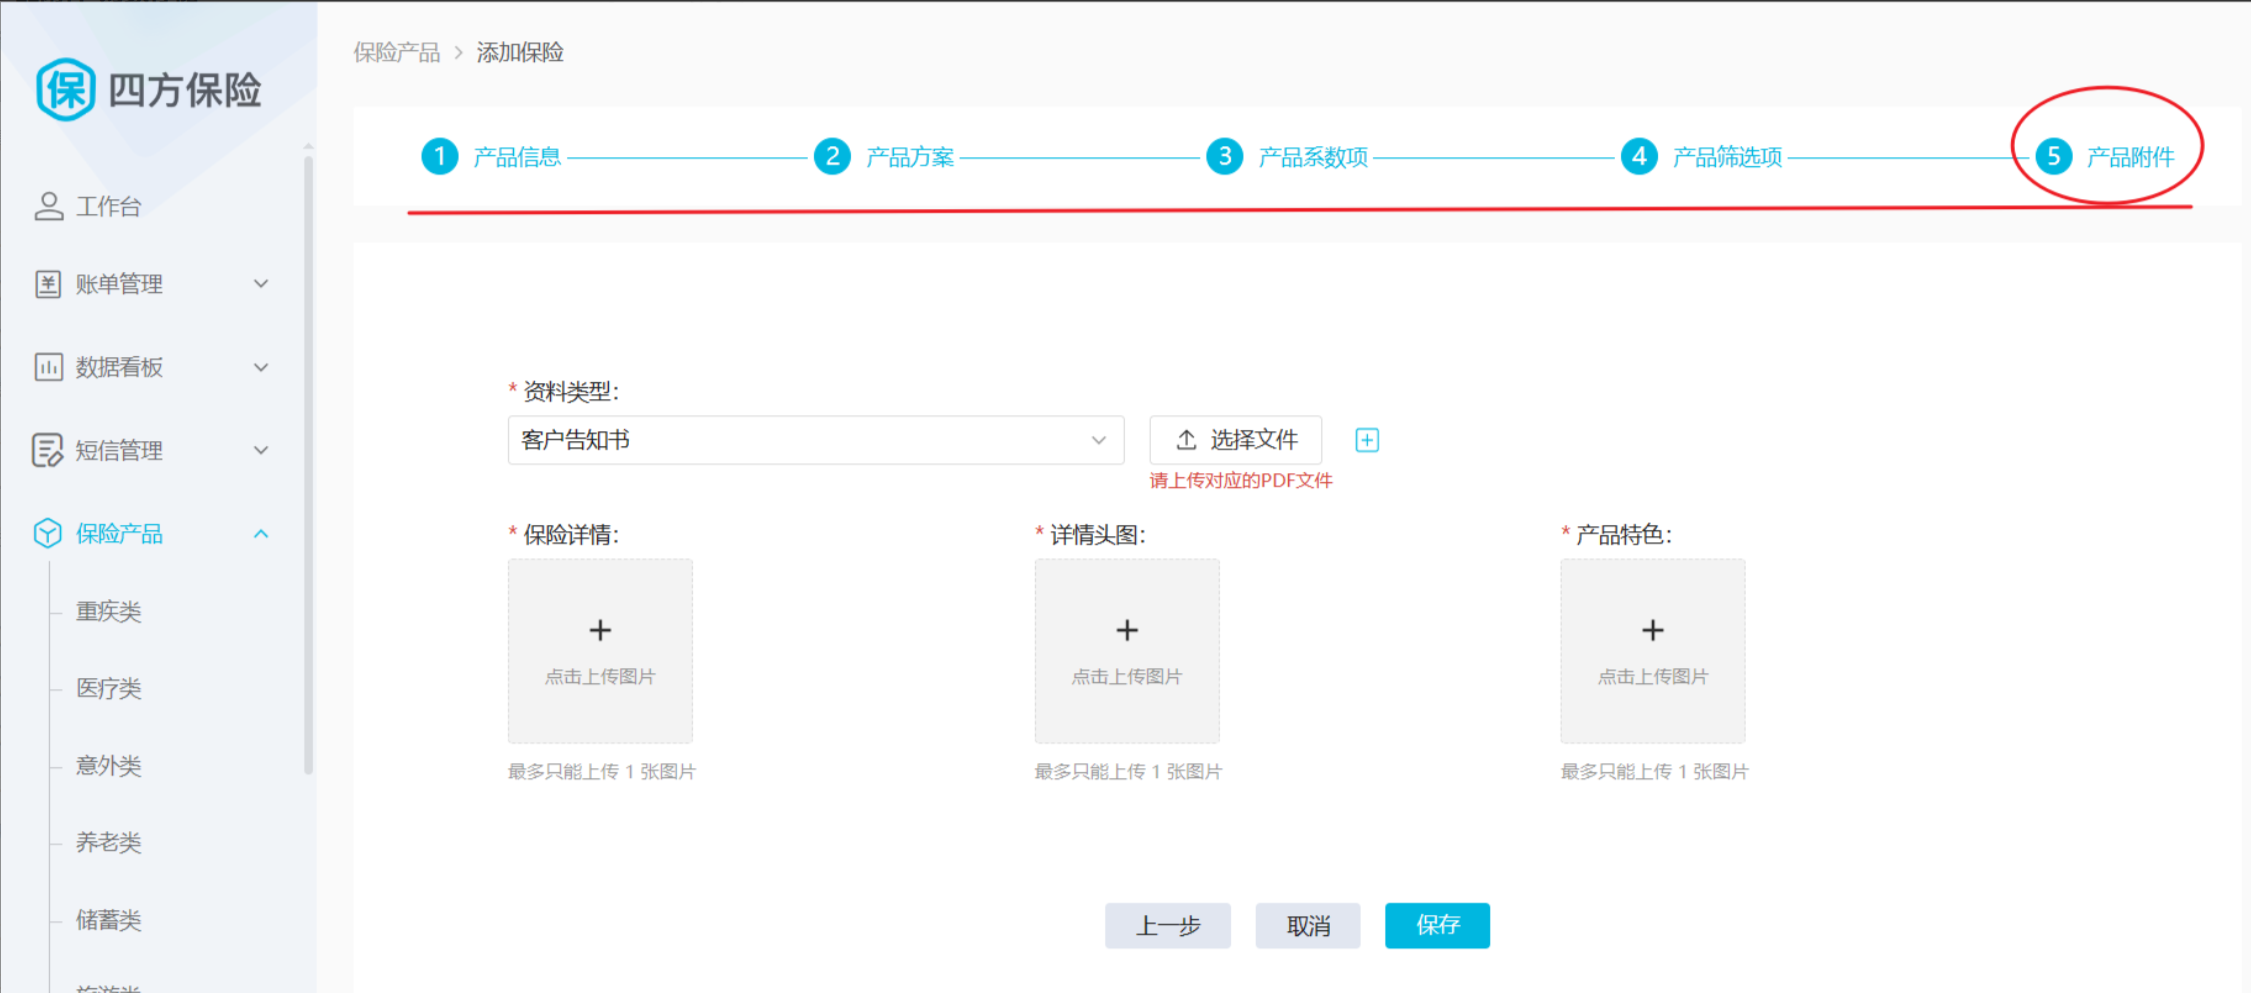 保 四方保险
工作台
账单管理
数据看板
短信管理
保险产品
重疾类
医疗类
意外类
养老类
储蓄类
保险产品 > 添加保险
1 产品信息 2 产品方案 3 产品系数项 4 产品筛选项 5 产品附件
* 资料类型:
客户告知书 选择文件
请上传对应的PDF文件
* 保险详情: * 详情头图: * 产品特色:
点击上传图片 点击上传图片 点击上传图片
最多只能上传 1 张图片 最多只能上传 1 张图片 最多只能上传 1 张图片
上一步 取消 保存